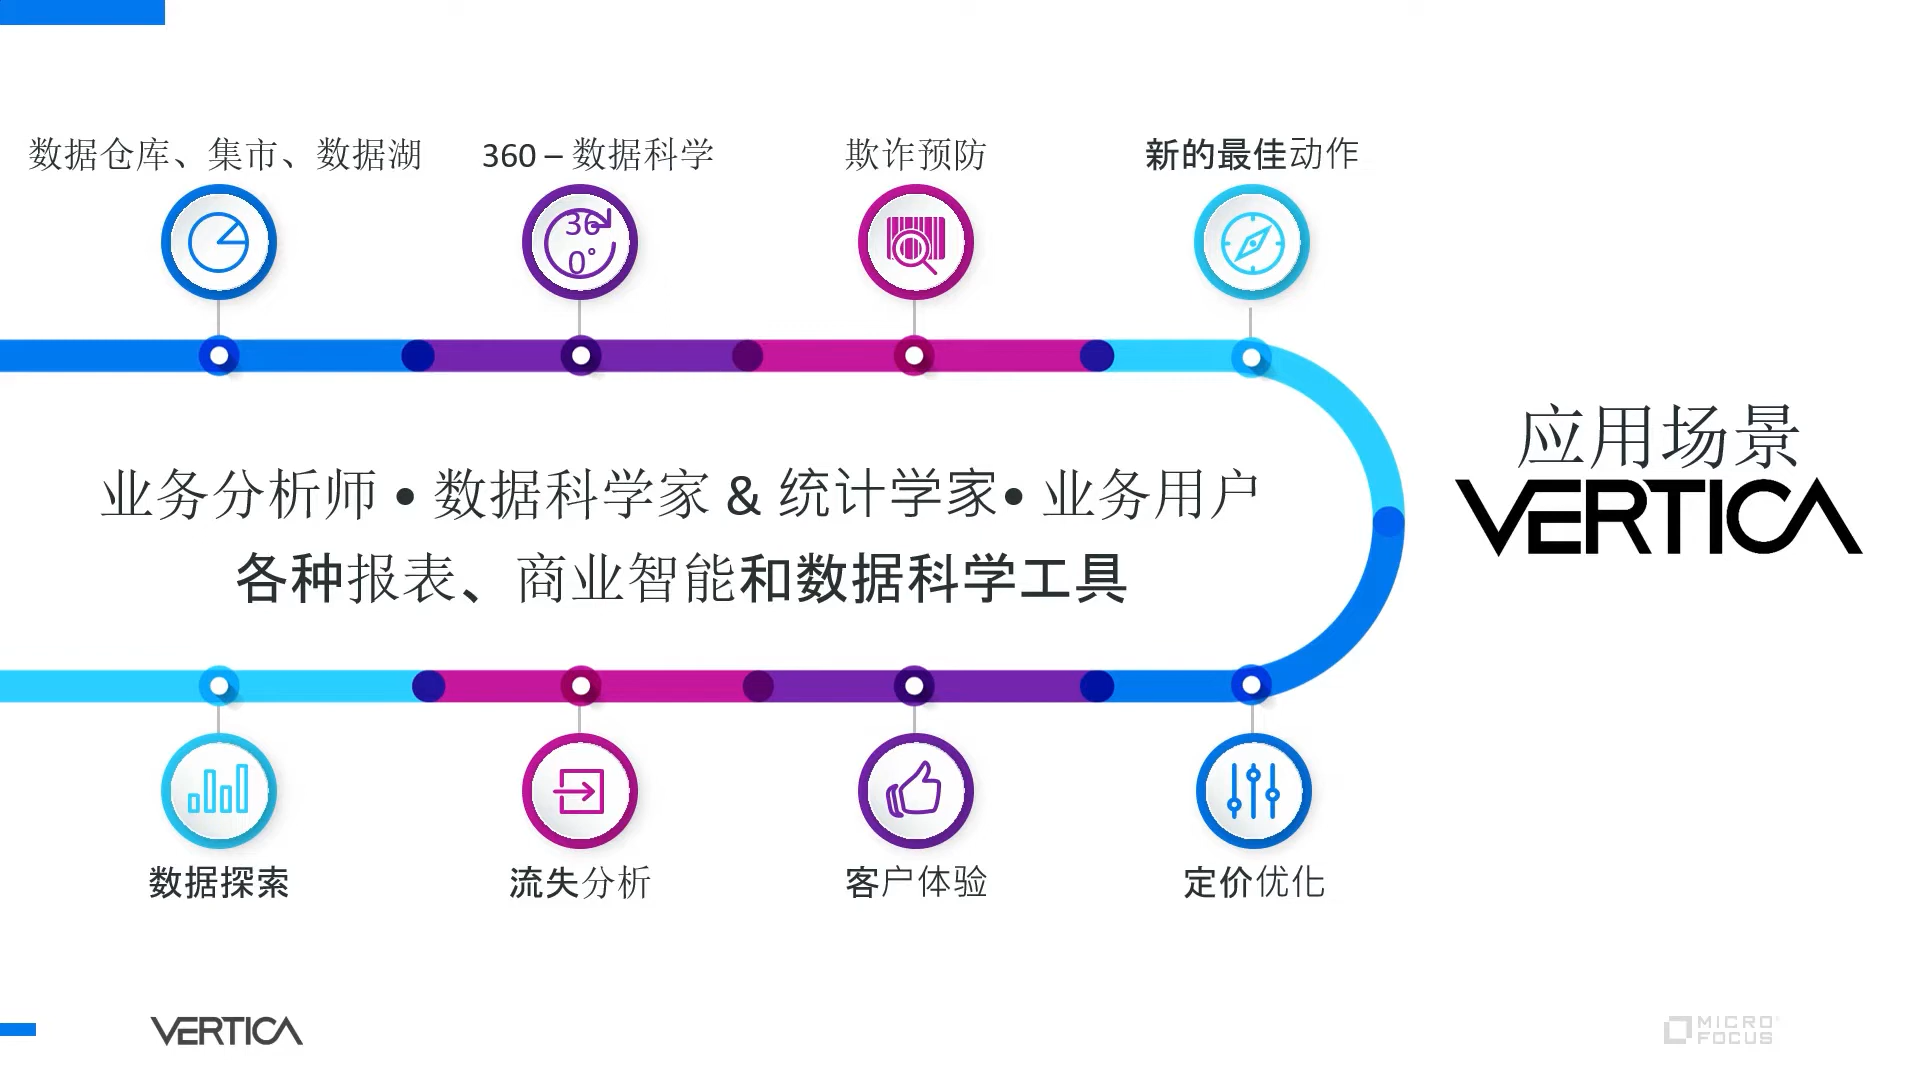 数据仓库、集市、数据湖
360 – 数据科学
欺诈预防
新的最佳动作
36
0°
应用场景
VERTICA
业务分析师 • 数据科学家 & 统计学家• 业务用户
各种报表、商业智能和数据科学工具
数据探索
流失分析
客户体验
定价优化
VERTICA
MICRO
FOCUS